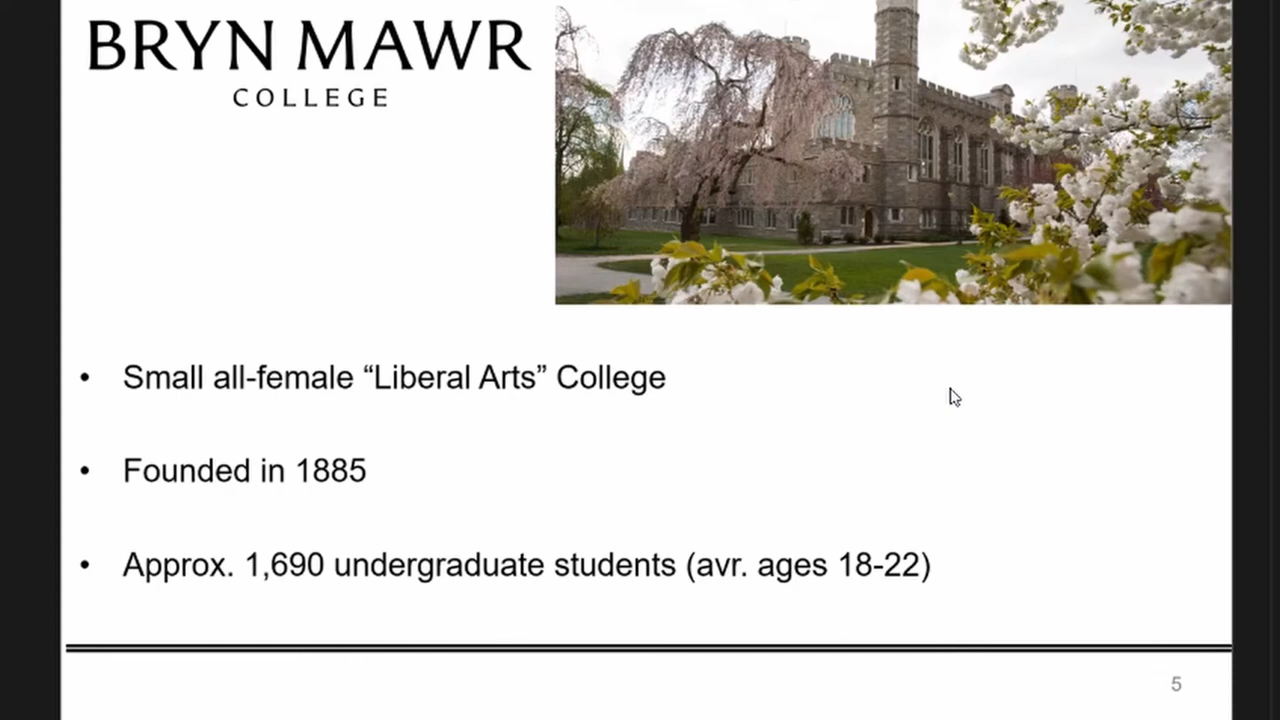 BRYN MAWR
COLLEGE
• Small all-female “Liberal Arts” College
• Founded in 1885
• Approx. 1,690 undergraduate students (avr. ages 18-22)
5